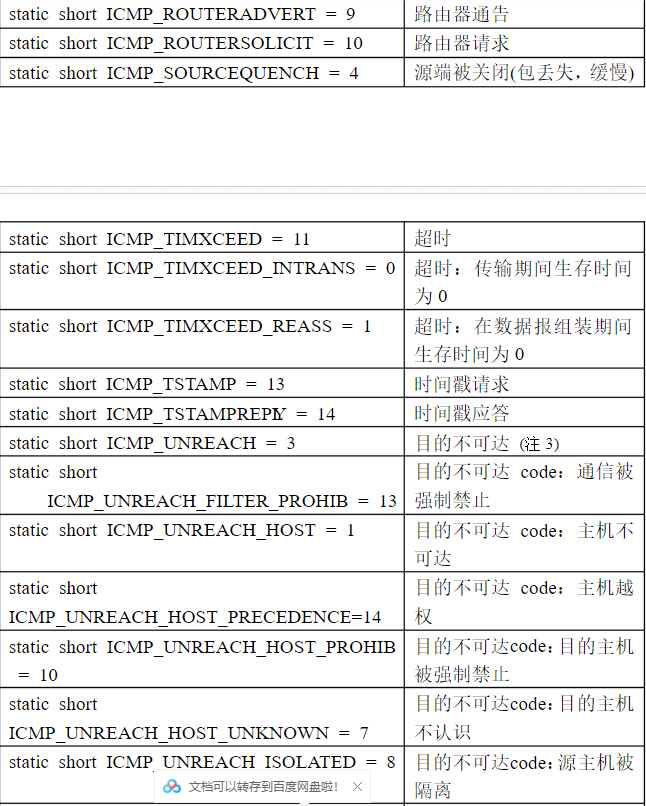 static short ICMP_ROUTERADVERT = 9 路由器通告
static short ICMP_ROUTERSOLICIT = 10 路由器请求
static short ICMP_SOURCEQUENCH = 4 源端被关闭(包丢失，缓慢)
static short ICMP_TIMXCEED = 11 超时
static short ICMP_TIMXCEED_INTRANS = 0 超时：传输期间生存时间
为 0
static short ICMP_TIMXCEED_REASS = 1 超时：在数据报组装期间
生存时间为 0
static short ICMP_TSTAMP = 13 时间戳请求
static short ICMP_TSTAMPREPLY = 14 时间戳应答
static short ICMP_UNREACH = 3 目的不可达 (注 3)
static short 目的不可达 code：通信被
ICMP_UNREACH_FILTER_PROHIB = 13 强制禁止
static short ICMP_UNREACH_HOST = 1 目的不可达 code：主机不
可达
static short 目的不可达 code：主机越
ICMP_UNREACH_HOST_PRECEDENCE=14 权
static short ICMP_UNREACH_HOST_PROHIB 目的不可达code：目的主机
= 10 被强制禁止
static short 目的不可达code：目的主机
ICMP_UNREACH_HOST_UNKNOWN = 7 不认识
static short ICMP_UNREACH_ISOLATED = 8 目的不可达code：源主机被
隔离
文档可以转存到百度网盘啦！